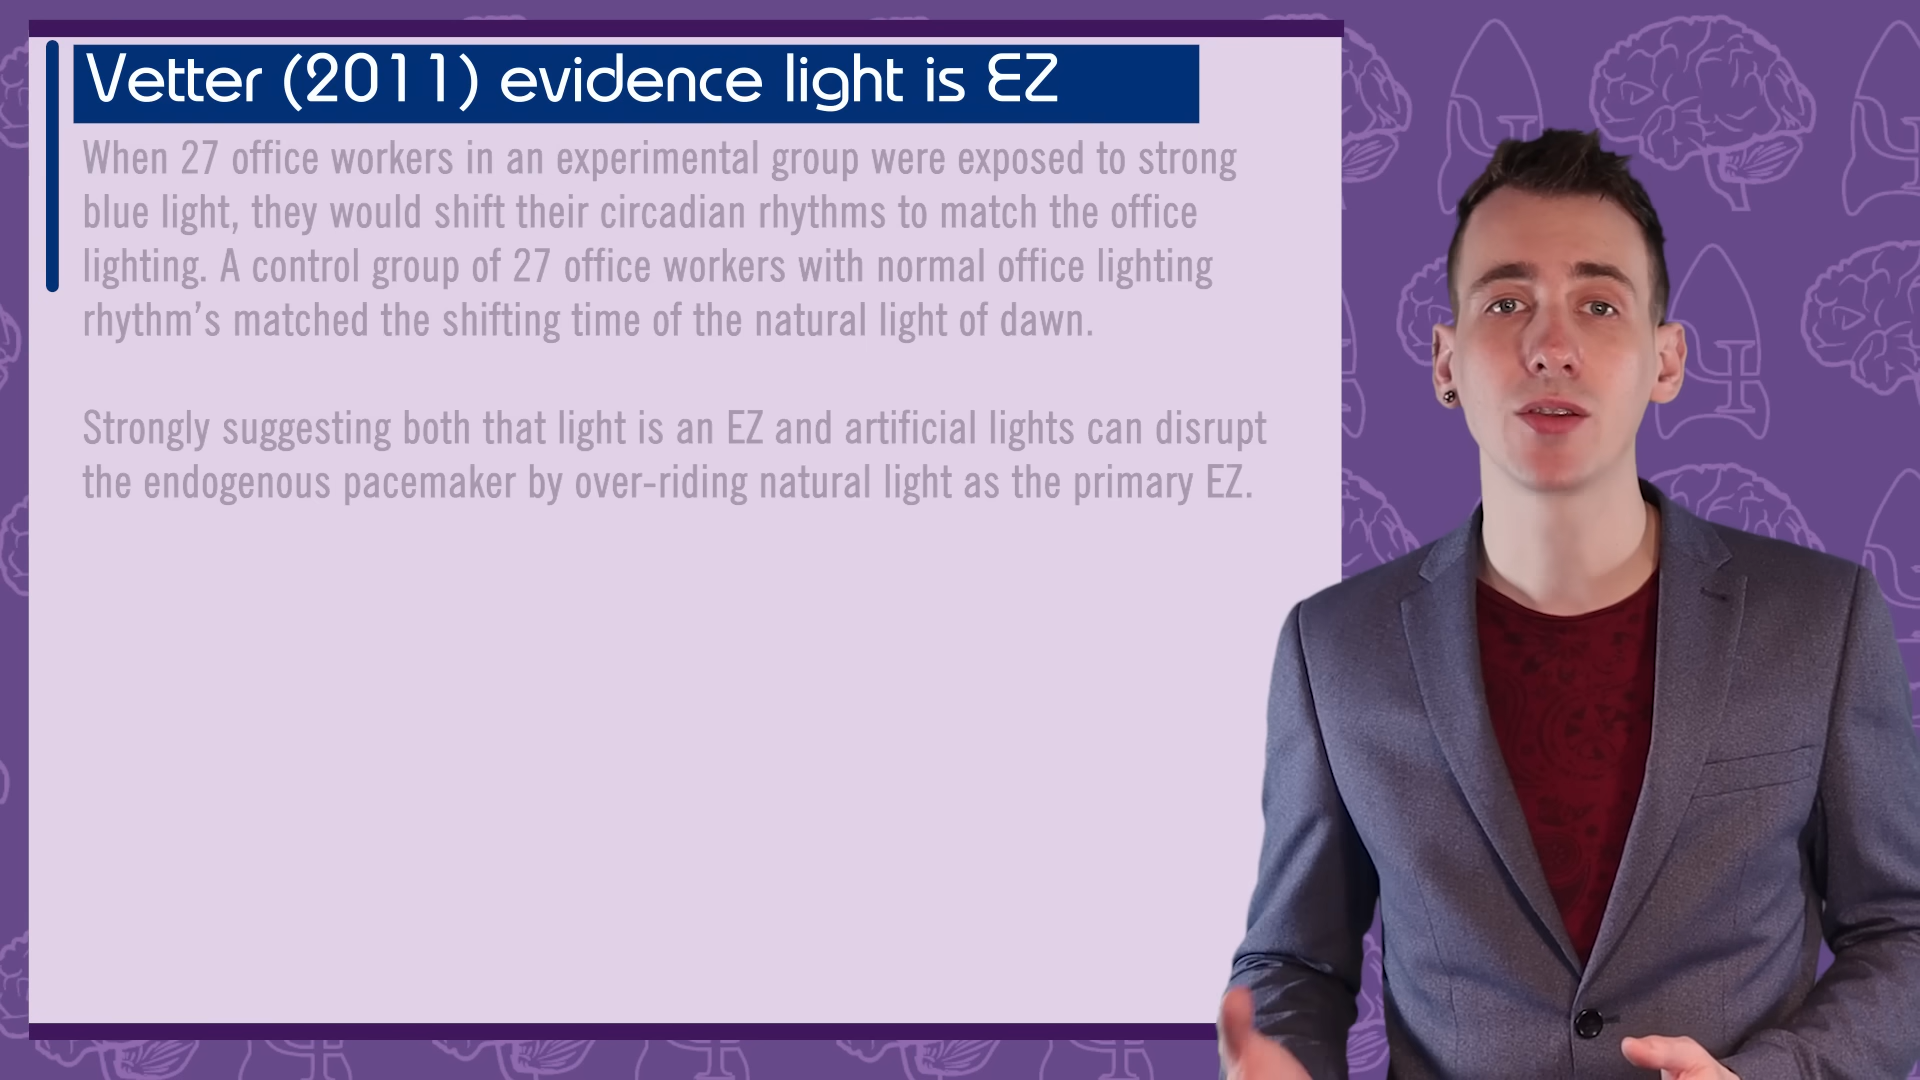 Vetter (2011) evidence light is EZ
When 27 office workers in an experimental group were exposed to strong
blue light, they would shift their circadian rhythms to match the office
lighting. A control group of 27 office workers with normal office lighting
rhythm’s matched the shifting time of the natural light of dawn.
Strongly suggesting both that light is an EZ and artificial lights can disrupt
the endogenous pacemaker by over-riding natural light as the primary EZ.